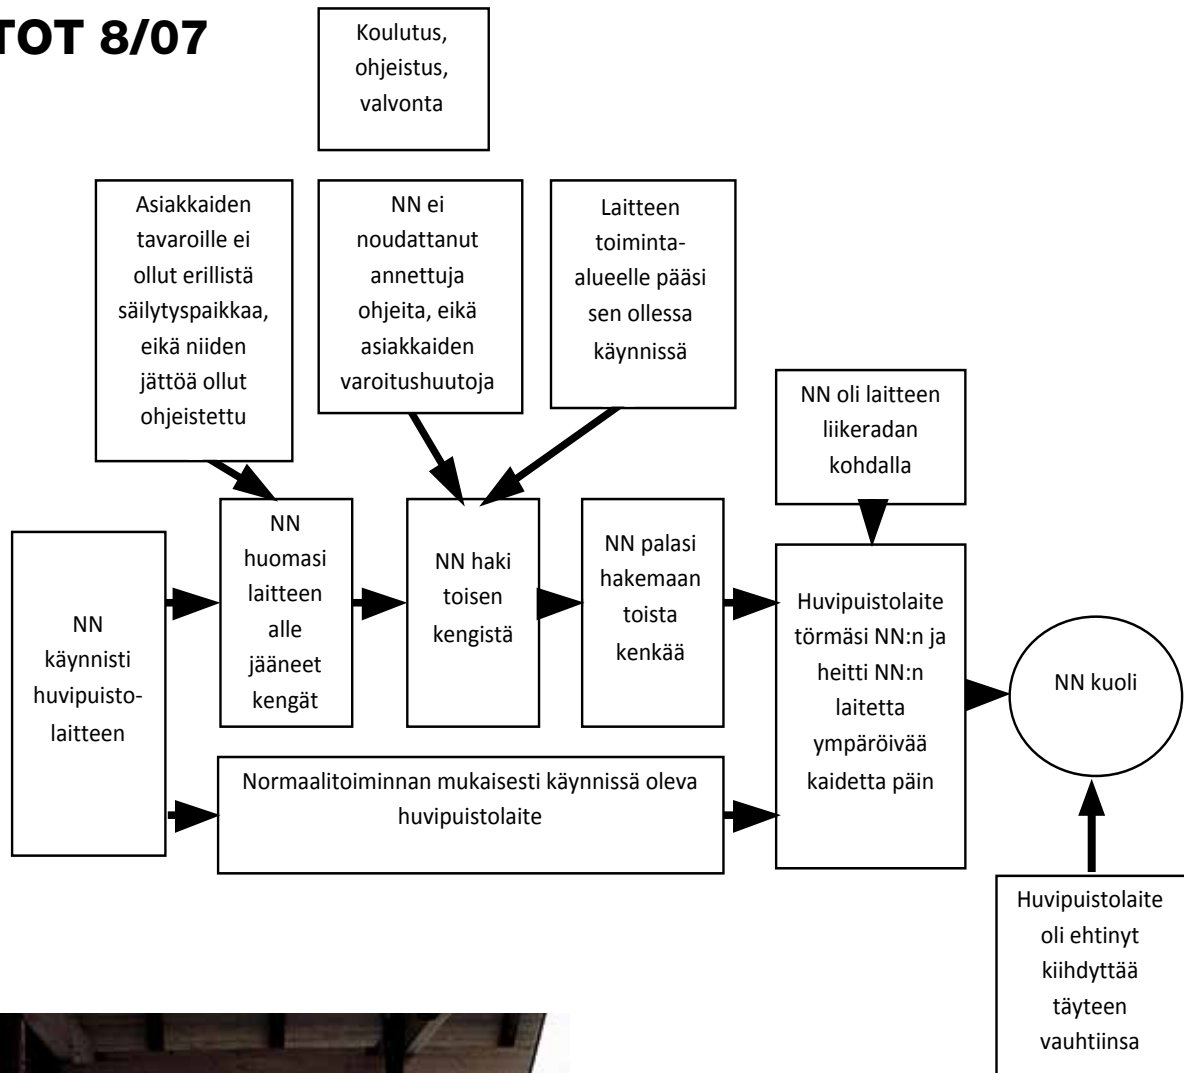 TOT 8/07
Koulutus,
ohjeistus,
valvonta
Asiakkaiden
tavaroille ei
ollut erillistä
säilytyspaikkaa,
eikä niiden
jättöä ollut
ohjeistettu
NN ei
noudattanut
annettuja
ohjeita, eikä
asiakkaiden
varoitushuutoja
Laitteen
toiminta-
alueelle pääsi
sen ollessa
käynnissä
NN oli laitteen
liikeradan
kohdalla
NN
käynnisti
huvipuisto-
laitteen
NN
huomasi
laitteen
alle
jääneet
kengät
NN haki
toisen
kengistä
NN palasi
hakemaan
toista
kenkää
Huvipuistolaite
törmäsi NN:n ja
heitti NN:n
laitetta
ympäröivää
kaidetta päin
NN kuoli
Normaalitoiminnan mukaisesti käynnissä oleva
huvipuistolaite
Huvipuistolaite
oli ehtinyt
kiihdyttää
täyteen
vauhtiinsa